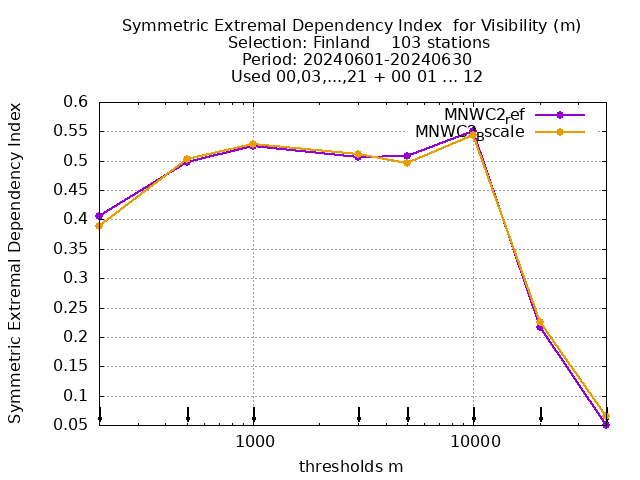 Symmetric Extremal Dependency Index  for Visibility (m)
Selection: Finland    103 stations
Period: 20240601-20240630
Used 00,03,...,21 + 00 01 ... 12
MNWC2ref
MNWC2Bscale
Symmetric Extremal Dependency Index
0.6
0.55
0.5
0.45
0.4
0.35
0.3
0.25
0.2
0.15
0.1
0.05
1000
10000
thresholds m